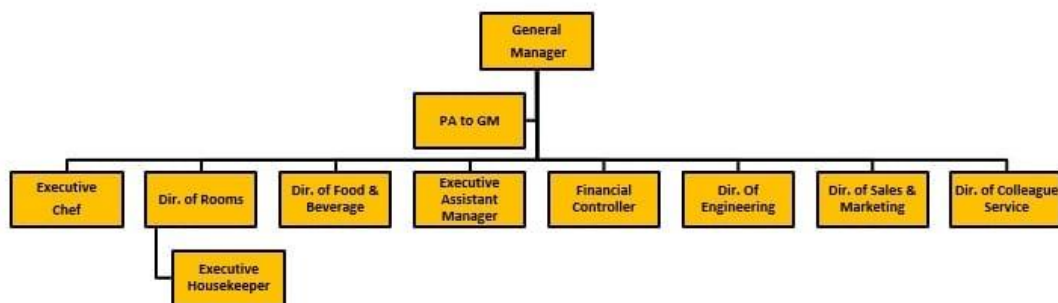 General
Manager
PA to GM
Executive
Chef
Dir. of Rooms
Dir. of Food &
Beverage
Executive
Assistant
Manager
Financial
Controller
Dir. Of
Engineering
Dir. of Sales &
Marketing
Dir. of Colleague
Service
Executive
Housekeeper